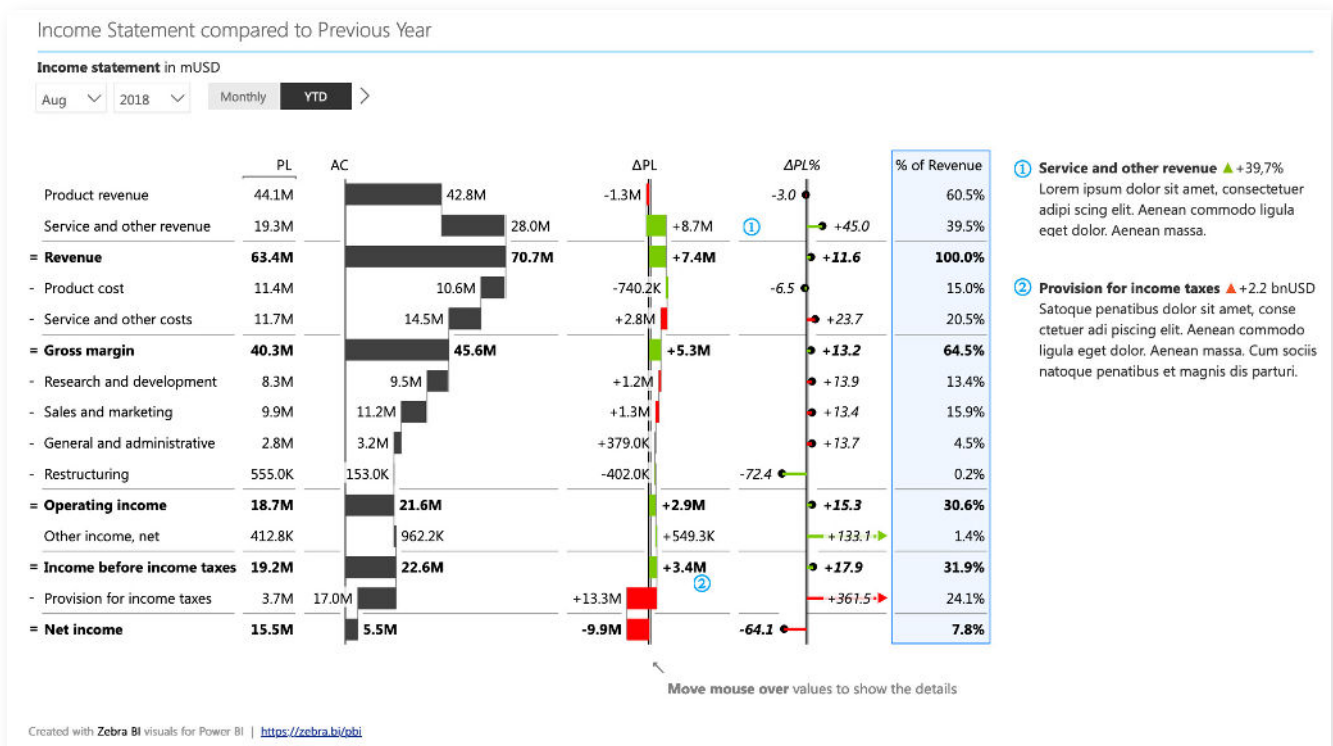 Income Statement compared to Previous Year
Income statement in mUSD
Aug 2018 Monthly YTD
PL AC ΔPL ΔPL% % of Revenue
Product revenue 44.1M 42.8M -1.3M -3.0 60.5%
Service and other revenue 19.3M 28.0M +8.7M 1 +45.0 39.5%
= Revenue 63.4M 70.7M +7.4M +11.6 100.0%
- Product cost 11.4M 10.6M -740.2K -6.5 15.0%
- Service and other costs 11.7M 14.5M +2.8M +23.7 20.5%
= Gross margin 40.3M 45.6M +5.3M +13.2 64.5%
- Research and development 8.3M 9.5M +1.2M +13.9 13.4%
- Sales and marketing 9.9M 11.2M +1.3M +13.4 15.9%
- General and administrative 2.8M 3.2M +379.0K +13.7 4.5%
- Restructuring 555.0K 153.0K -402.0K -72.4 0.2%
= Operating income 18.7M 21.6M +2.9M +15.3 30.6%
Other income, net 412.8K 962.2K +549.3K +133.1 1.4%
= Income before income taxes 19.2M 22.6M +3.4M +17.9 31.9%
2
- Provision for income taxes 3.7M 17.0M +13.3M +361.5 24.1%
= Net income 15.5M 5.5M -9.9M -64.1 7.8%
Move mouse over values to show the details
1 Service and other revenue ▲+39,7%
Lorem ipsum dolor sit amet, consectetuer
adipi scing elit. Aenean commodo ligula
eget dolor. Aenean massa.
2 Provision for income taxes ▲+2.2 bnUSD
Satoque penatibus dolor sit amet, conse
ctetuer adi piscing elit. Aenean commodo
ligula eget dolor. Aenean massa. Cum sociis
natoque penatibus et magnis dis parturi.
Created with Zebra BI visuals for Power BI | https://zebra.bi/pbi